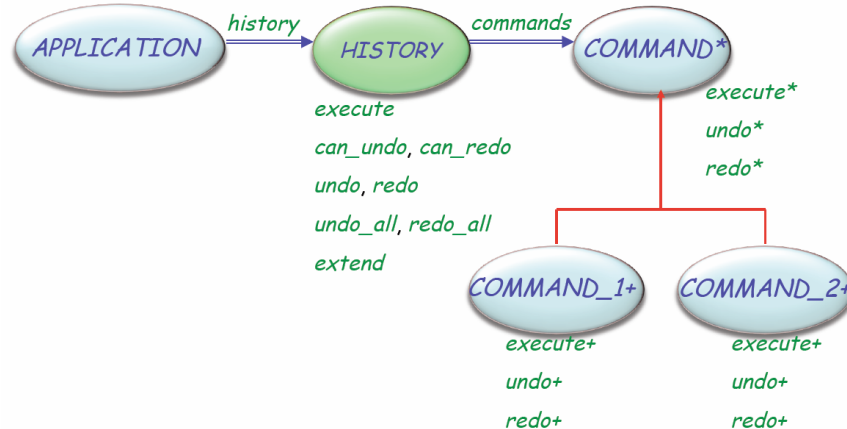 APPLICATION
history
HISTORY
commands
COMMAND*
execute
can_undo, can_redo
undo, redo
undo_all, redo_all
extend
execute*
undo*
redo*
COMMAND_1+
execute+
undo+
redo+
COMMAND_2+
execute+
undo+
redo+